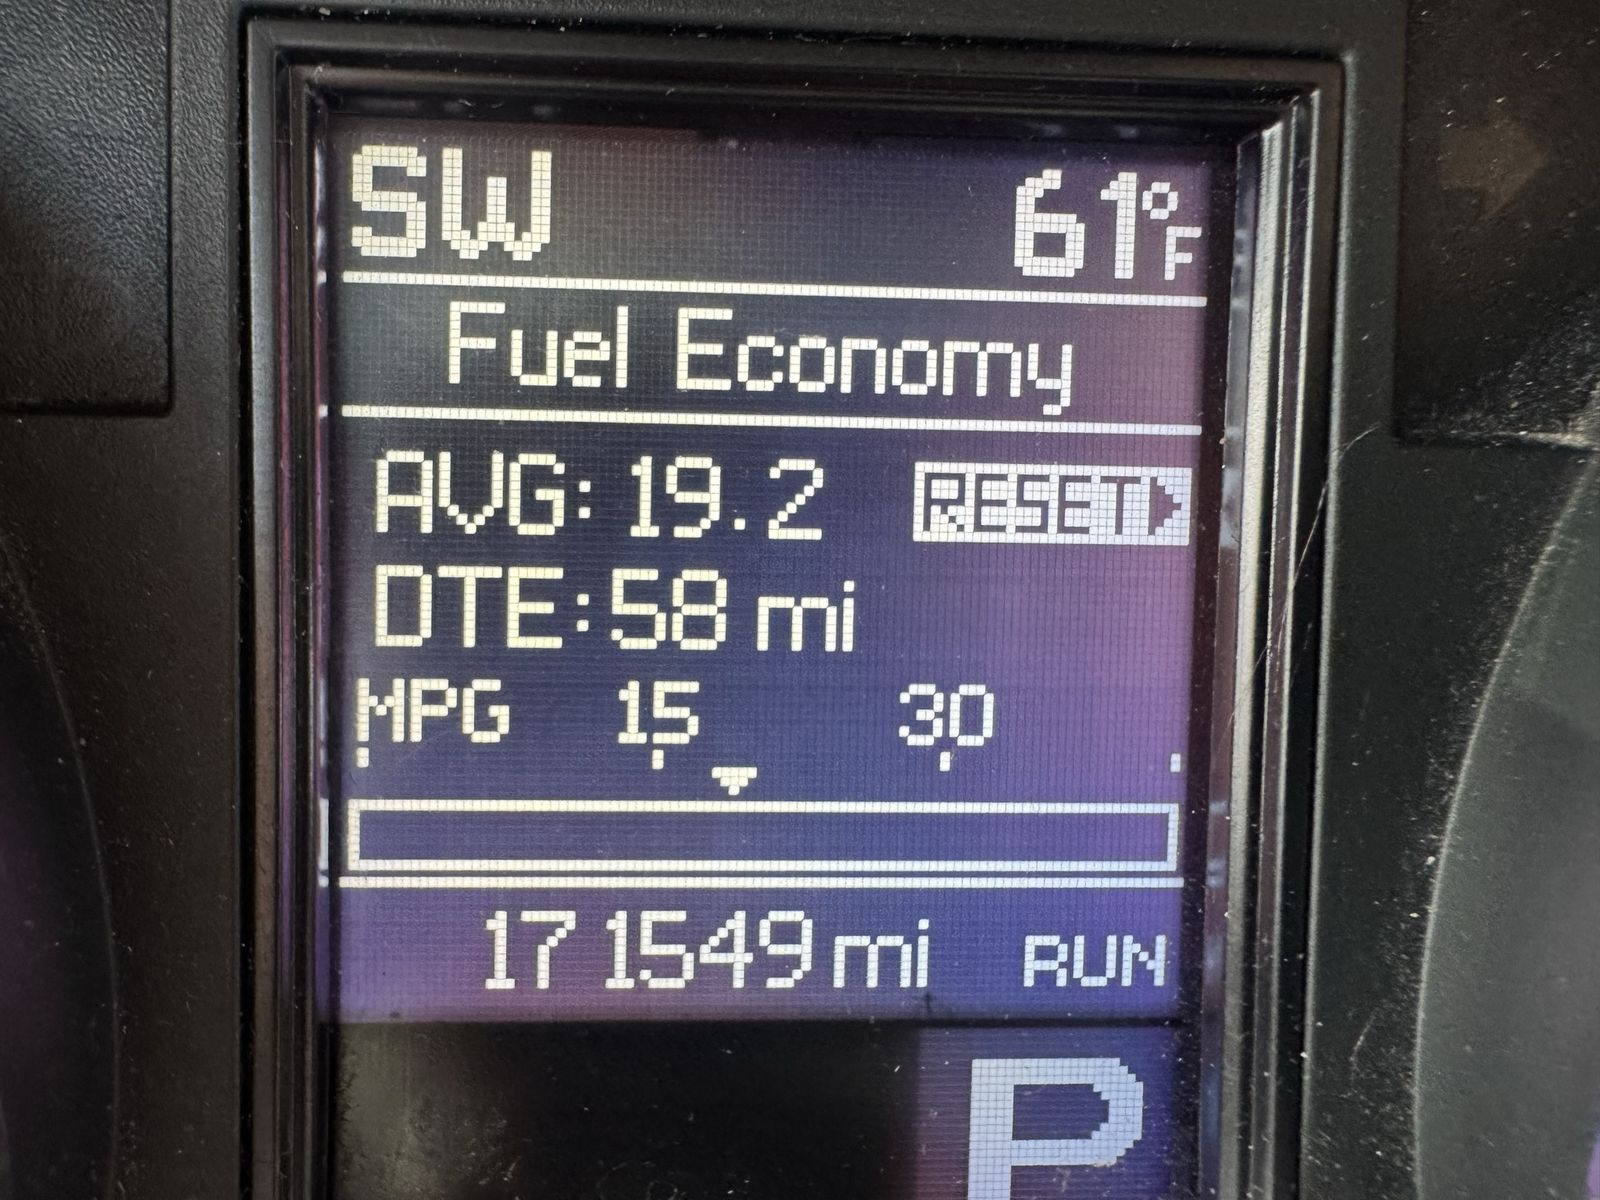 SW 61°F
Fuel Economy
AVG: 19.2 RESET
DTE: 58 mi
MPG 15 30
171549 mi RUN
P